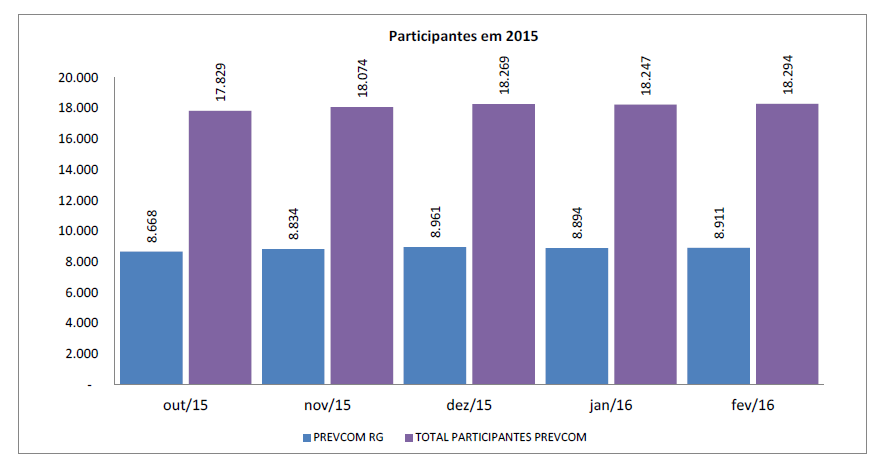 Participantes em 2015
20.000
18.000
16.000
14.000
12.000
10.000
8.000
6.000
4.000
2.000
-
8.668
17.829
8.834
18.074
8.961
18.269
8.894
18.247
8.911
18.294
out/15
nov/15
dez/15
jan/16
fev/16
PREVCOM RG
TOTAL PARTICIPANTES PREVCOM